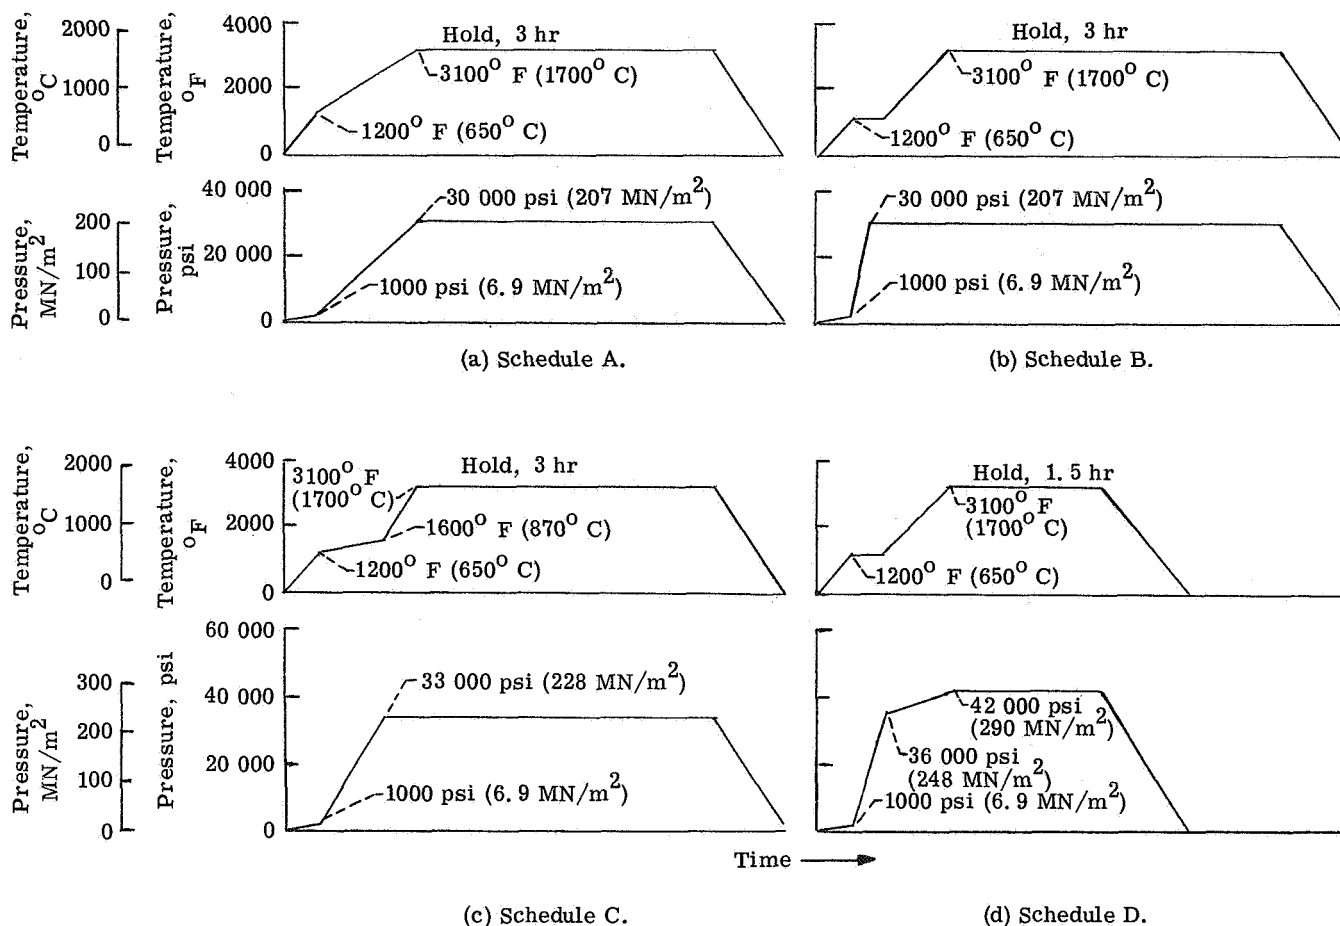 Temperature,
°C
2000
1000
0
Temperature,
°F
4000
2000
0
Hold, 3 hr
3100° F (1700° C)
1200° F (650° C)
Hold, 3 hr
3100° F (1700° C)
1200° F (650° C)
Pressure,
MN/m²
200
100
0
Pressure,
psi
40 000
20 000
0
30 000 psi (207 MN/m²)
1000 psi (6.9 MN/m²)
30 000 psi (207 MN/m²)
1000 psi (6.9 MN/m²)
(a) Schedule A.
(b) Schedule B.
Temperature,
°C
2000
1000
0
Temperature,
°F
4000
2000
0
Hold, 3 hr
3100° F
(1700° C)
1600° F (870° C)
1200° F (650° C)
Hold, 1.5 hr
3100° F
(1700° C)
1200° F (650° C)
Pressure,
MN/m²
300
200
100
0
Pressure, psi
60 000
40 000
20 000
0
33 000 psi (228 MN/m²)
1000 psi (6.9 MN/m²)
42 000 psi
(290 MN/m²)
36 000 psi
(248 MN/m²)
1000 psi (6.9 MN/m²)
Time
(c) Schedule C.
(d) Schedule D.